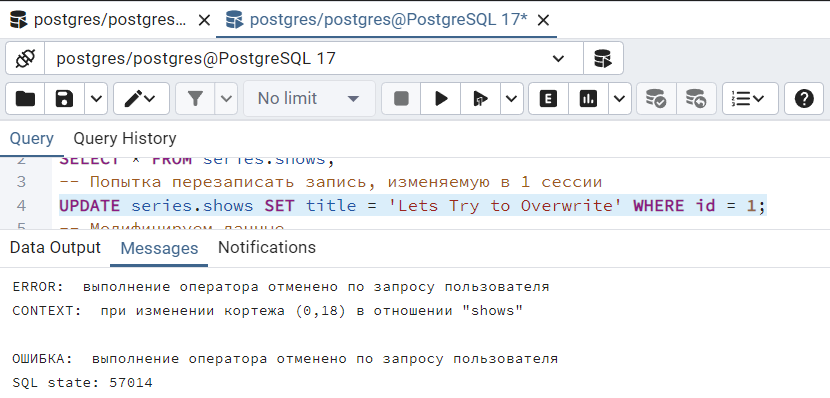 postgres/postgres...
postgres/postgres@PostgreSQL 17*
postgres/postgres@PostgreSQL 17
No limit
E
Query
Query History
2 SELECT * FROM series.shows;
3 -- Попытка перезаписать запись, изменяемую в 1 сессии
4 UPDATE series.shows SET title = 'Lets Try to Overwrite' WHERE id = 1;
5 -- Модифицируем данные
Data Output
Messages
Notifications
ERROR:  выполнение оператора отменено по запросу пользователя
CONTEXT:  при изменении кортежа (0,18) в отношении "shows"
ОШИБКА:  выполнение оператора отменено по запросу пользователя
SQL state: 57014